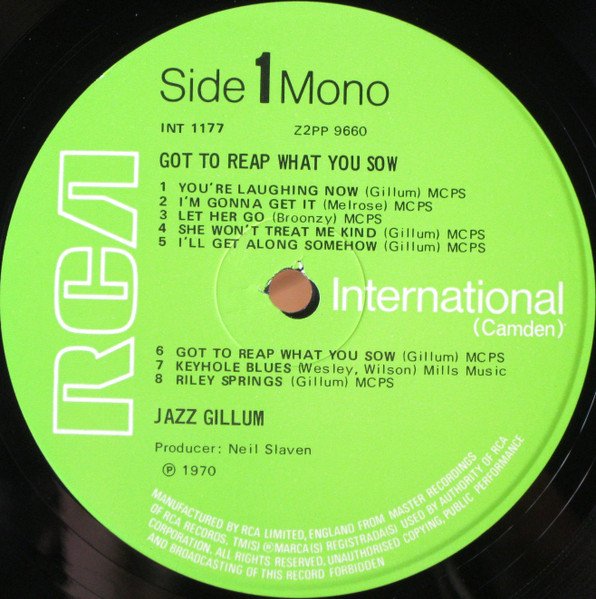 Side 1 Mono
INT 1177 Z2PP 9660
GOT TO REAP WHAT YOU SOW
1 YOU'RE LAUGHING NOW (Gillum) MCPS
2 I'M GONNA GET IT (Melrose) MCPS
3 LET HER GO (Broonzy) MCPS
4 SHE WON'T TREAT ME KIND (Gillum) MCPS
5 I'LL GET ALONG SOMEHOW (Gillum) MCPS
RCA
International
(Camden)
6 GOT TO REAP WHAT YOU SOW (Gillum) MCPS
7 KEYHOLE BLUES (Wesley, Wilson) Mills Music
8 RILEY SPRINGS (Gillum) MCPS
JAZZ GILLUM
Producer: Neil Slaven
Ⓟ 1970
MANUFACTURED BY RCA LIMITED, ENGLAND FROM MASTER RECORDINGS
OF RCA RECORDS. TM(S) ® MARCA(S) REGISTRADA(S) USED BY AUTHORITY OF RCA
CORPORATION. ALL RIGHTS RESERVED. UNAUTHORISED COPYING, PUBLIC PERFORMANCE
AND BROADCASTING OF THIS RECORD FORBIDDEN